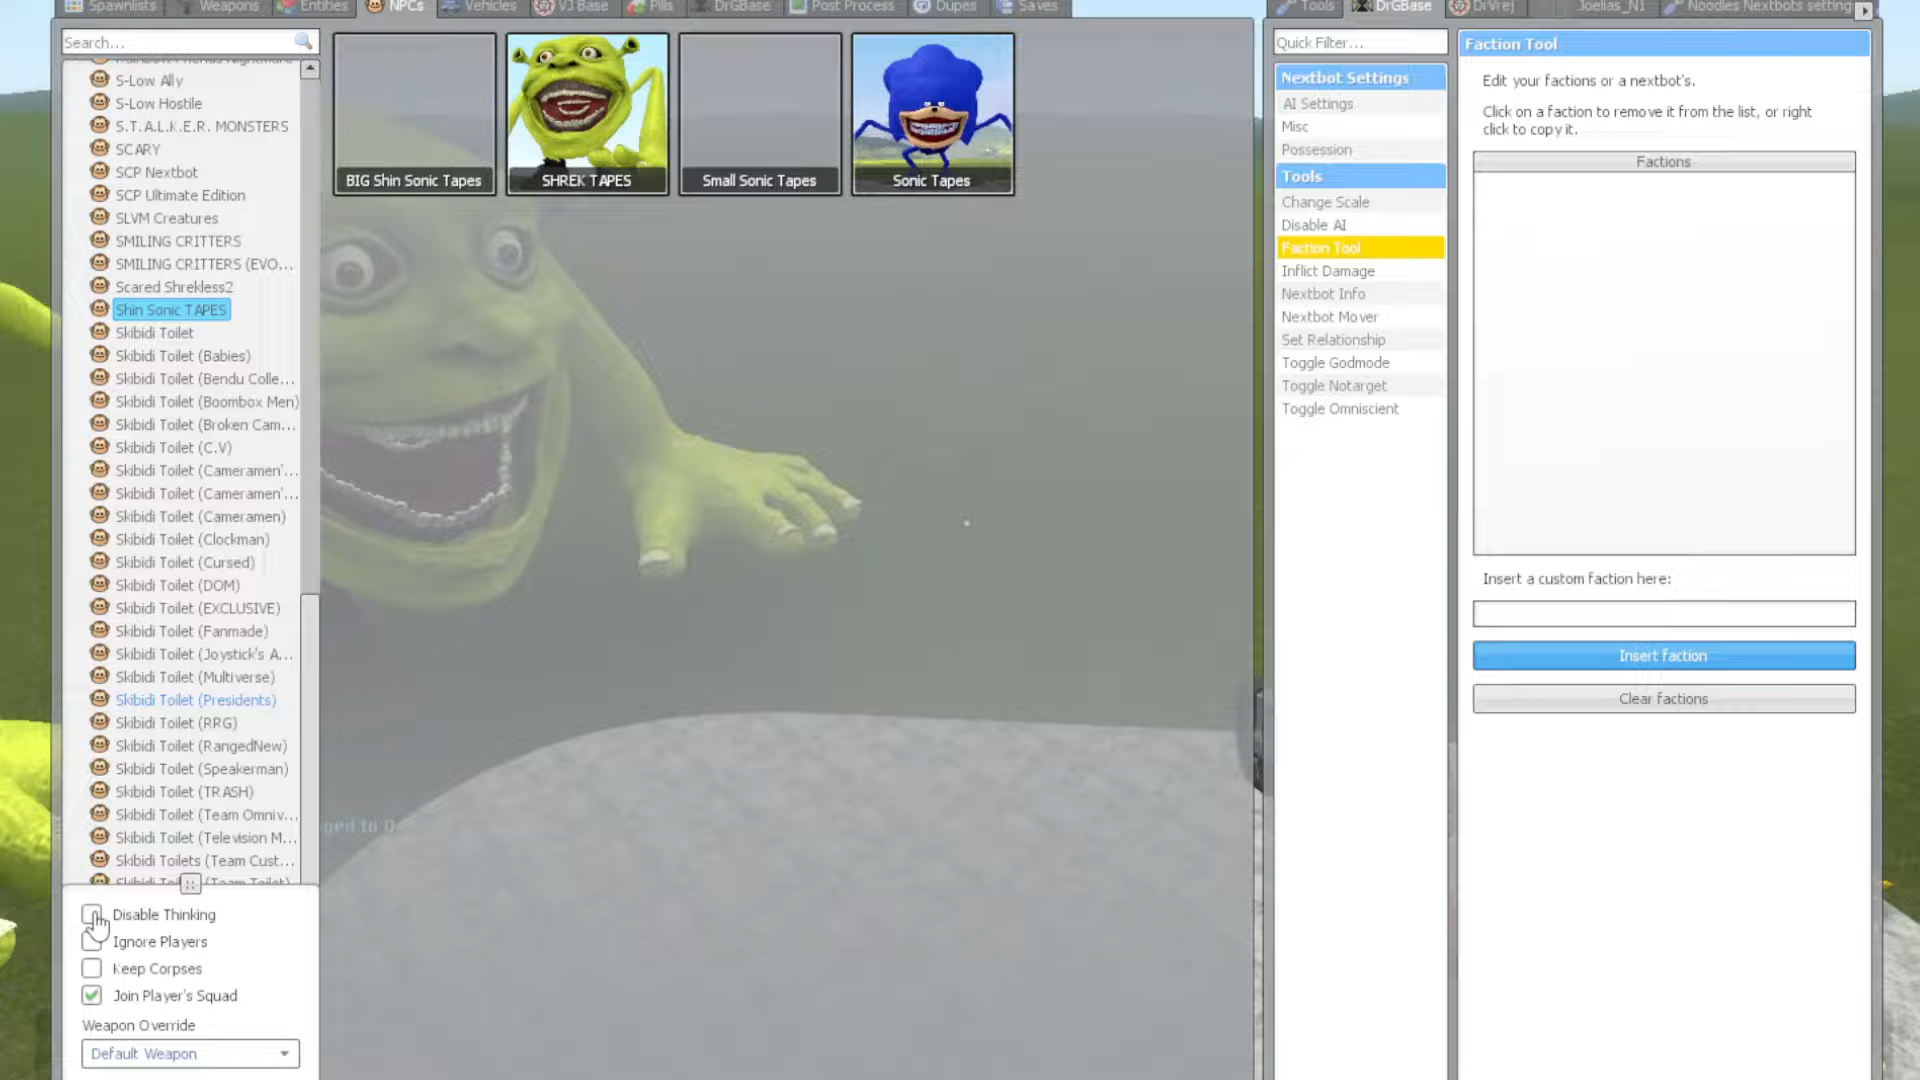 Spawnlists
Weapons
Entities
NPCs
Vehicles
VJ Base
Pills
DrGBase
Post Process
Dupes
Saves
Tools
DrGBase
DrVrej
Joelias_N1
Noodles Nextbots setting
Search...
S-Low Ally
S-Low Hostile
S.T.A.L.K.E.R. MONSTERS
SCARY
SCP Nextbot
SCP Ultimate Edition
SLVM Creatures
SMILING CRITTERS
SMILING CRITTERS (EVO...
Scared Shrekless2
Shin Sonic TAPES
Skibidi Toilet
Skibidi Toilet (Babies)
Skibidi Toilet (Bendu Colle...
Skibidi Toilet (Boombox Men)
Skibidi Toilet (Broken Cam...
Skibidi Toilet (C.V)
Skibidi Toilet (Cameramen'...
Skibidi Toilet (Cameramen'...
Skibidi Toilet (Cameramen)
Skibidi Toilet (Clockman)
Skibidi Toilet (Cursed)
Skibidi Toilet (DOM)
Skibidi Toilet (EXCLUSIVE)
Skibidi Toilet (Fanmade)
Skibidi Toilet (Joystick's A...
Skibidi Toilet (Multiverse)
Skibidi Toilet (Presidents)
Skibidi Toilet (RRG)
Skibidi Toilet (RangedNew)
Skibidi Toilet (Speakerman)
Skibidi Toilet (TRASH)
Skibidi Toilet (Team Omniv...
Skibidi Toilet (Television M...
Skibidi Toilets (Team Cust...
Disable Thinking
Ignore Players
Keep Corpses
Join Player's Squad
Weapon Override
Default Weapon
BIG Shin Sonic Tapes
SHREK TAPES
Small Sonic Tapes
Sonic Tapes
Quick Filter...
Nextbot Settings
AI Settings
Misc
Possession
Tools
Change Scale
Disable AI
Faction Tool
Inflict Damage
Nextbot Info
Nextbot Mover
Set Relationship
Toggle Godmode
Toggle Notarget
Toggle Omniscient
Faction Tool
Edit your factions or a nextbot's.
Click on a faction to remove it from the list, or right
click to copy it.
Factions
Insert a custom faction here:
Insert faction
Clear factions